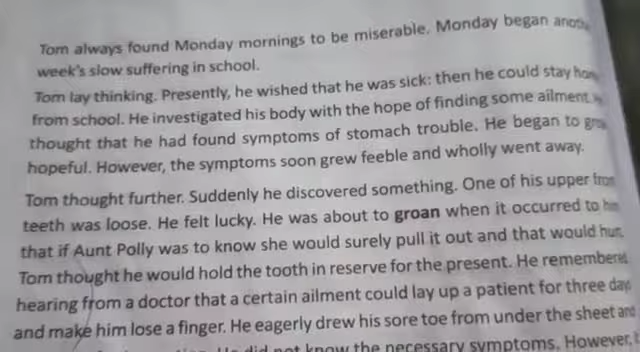 Tom always found Monday mornings to be miserable. Monday began
week's slow suffering in school.
Tom lay thinking. Presently, he wished that he was sick: then he could stay
from school. He investigated his body with the hope of finding some ailment.
thought that he had found symptoms of stomach trouble. He began to
hopeful. However, the symptoms soon grew feeble and wholly went away.
Tom thought further. Suddenly he discovered something. One of his upper
teeth was loose. He felt lucky. He was about to groan when it occurred to
that if Aunt Polly was to know she would surely pull it out and that would
Tom thought he would hold the tooth in reserve for the present. He remembered
hearing from a doctor that a certain ailment could lay up a patient for three
and make him lose a finger. He eagerly drew his sore toe from under the sheet and
did not know the necessary symptoms. However,